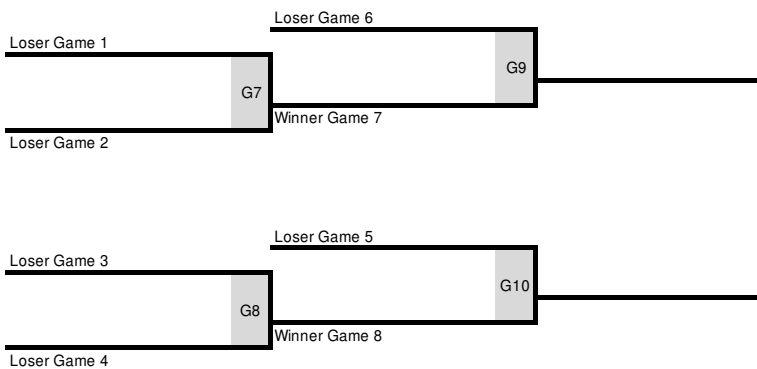 Loser Game 6
Loser Game 1
G9
G7
Winner Game 7
Loser Game 2
Loser Game 5
Loser Game 3
G10
G8
Winner Game 8
Loser Game 4